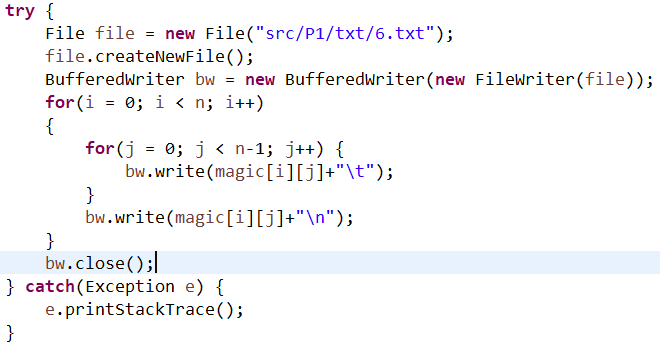 try {
    File file = new File("src/P1/txt/6.txt");
    file.createNewFile();
    BufferedWriter bw = new BufferedWriter(new FileWriter(file));
    for(i = 0; i < n; i++)
    {
        for(j = 0; j < n-1; j++) {
            bw.write(magic[i][j]+"\t");
        }
        bw.write(magic[i][j]+"\n");
    }
    bw.close();
} catch(Exception e) {
    e.printStackTrace();
}